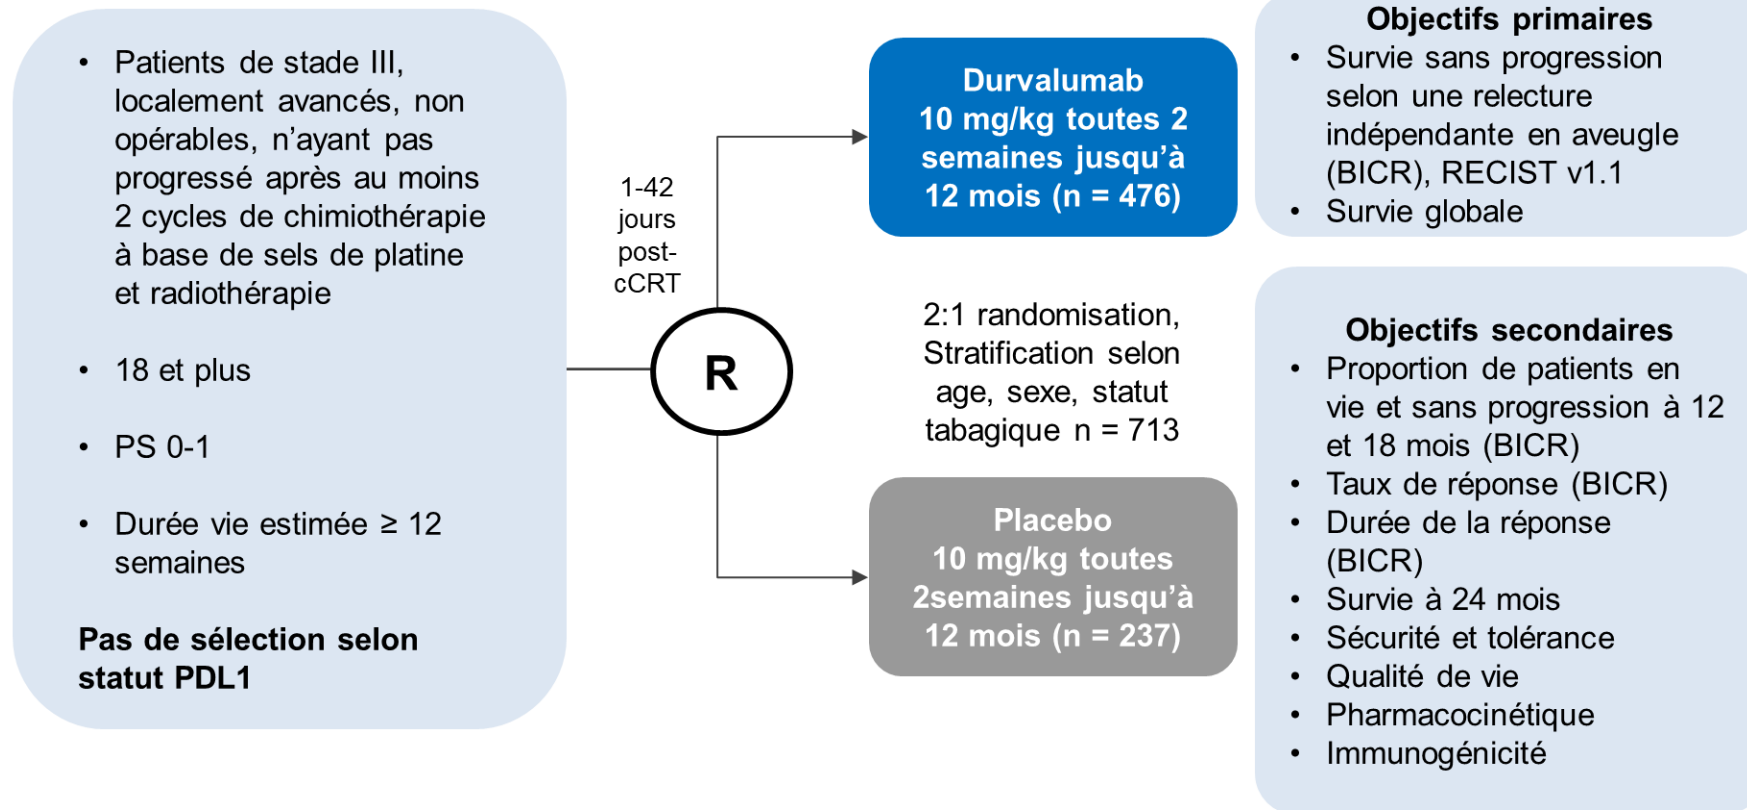 • Patients de stade III,
localement avancés, non
opérables, n’ayant pas
progressé après au moins
2 cycles de chimiothérapie
à base de sels de platine
et radiothérapie
• 18 et plus
• PS 0-1
• Durée vie estimée ≥ 12
semaines
Pas de sélection selon
statut PDL1
1-42
jours
post-
cCRT
R
Durvalumab
10 mg/kg toutes 2
semaines jusqu’à
12 mois (n = 476)
2:1 randomisation,
Stratification selon
age, sexe, statut
tabagique n = 713
Placebo
10 mg/kg toutes
2semaines jusqu’à
12 mois (n = 237)
Objectifs primaires
• Survie sans progression
selon une relecture
indépendante en aveugle
(BICR), RECIST v1.1
• Survie globale
Objectifs secondaires
• Proportion de patients en
vie et sans progression à 12
et 18 mois (BICR)
• Taux de réponse (BICR)
• Durée de la réponse
(BICR)
• Survie à 24 mois
• Sécurité et tolérance
• Qualité de vie
• Pharmacocinétique
• Immunogénicité